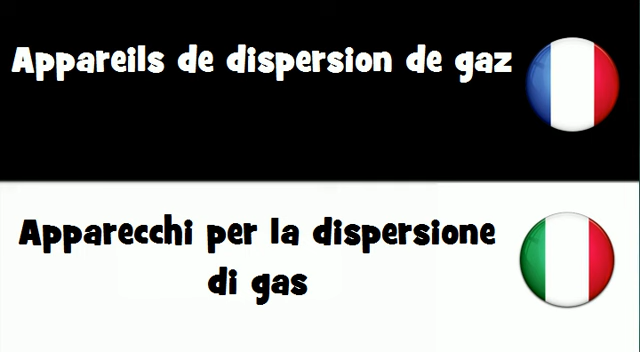 Appareils de dispersion de gaz
Apparecchi per la dispersione
di gas